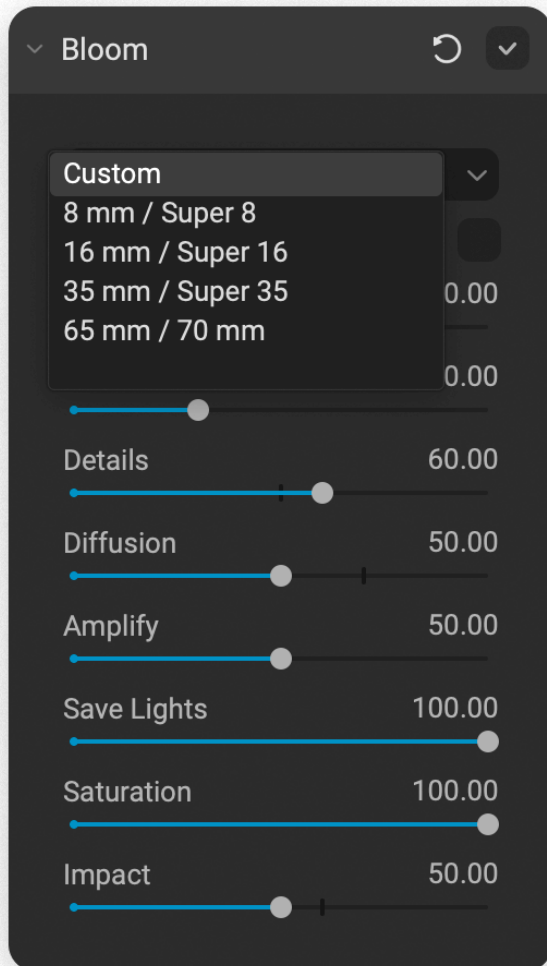 Bloom
Custom
8 mm / Super 8
16 mm / Super 16
35 mm / Super 35
65 mm / 70 mm
Details 60.00
Diffusion 50.00
Amplify 50.00
Save Lights 100.00
Saturation 100.00
Impact 50.00